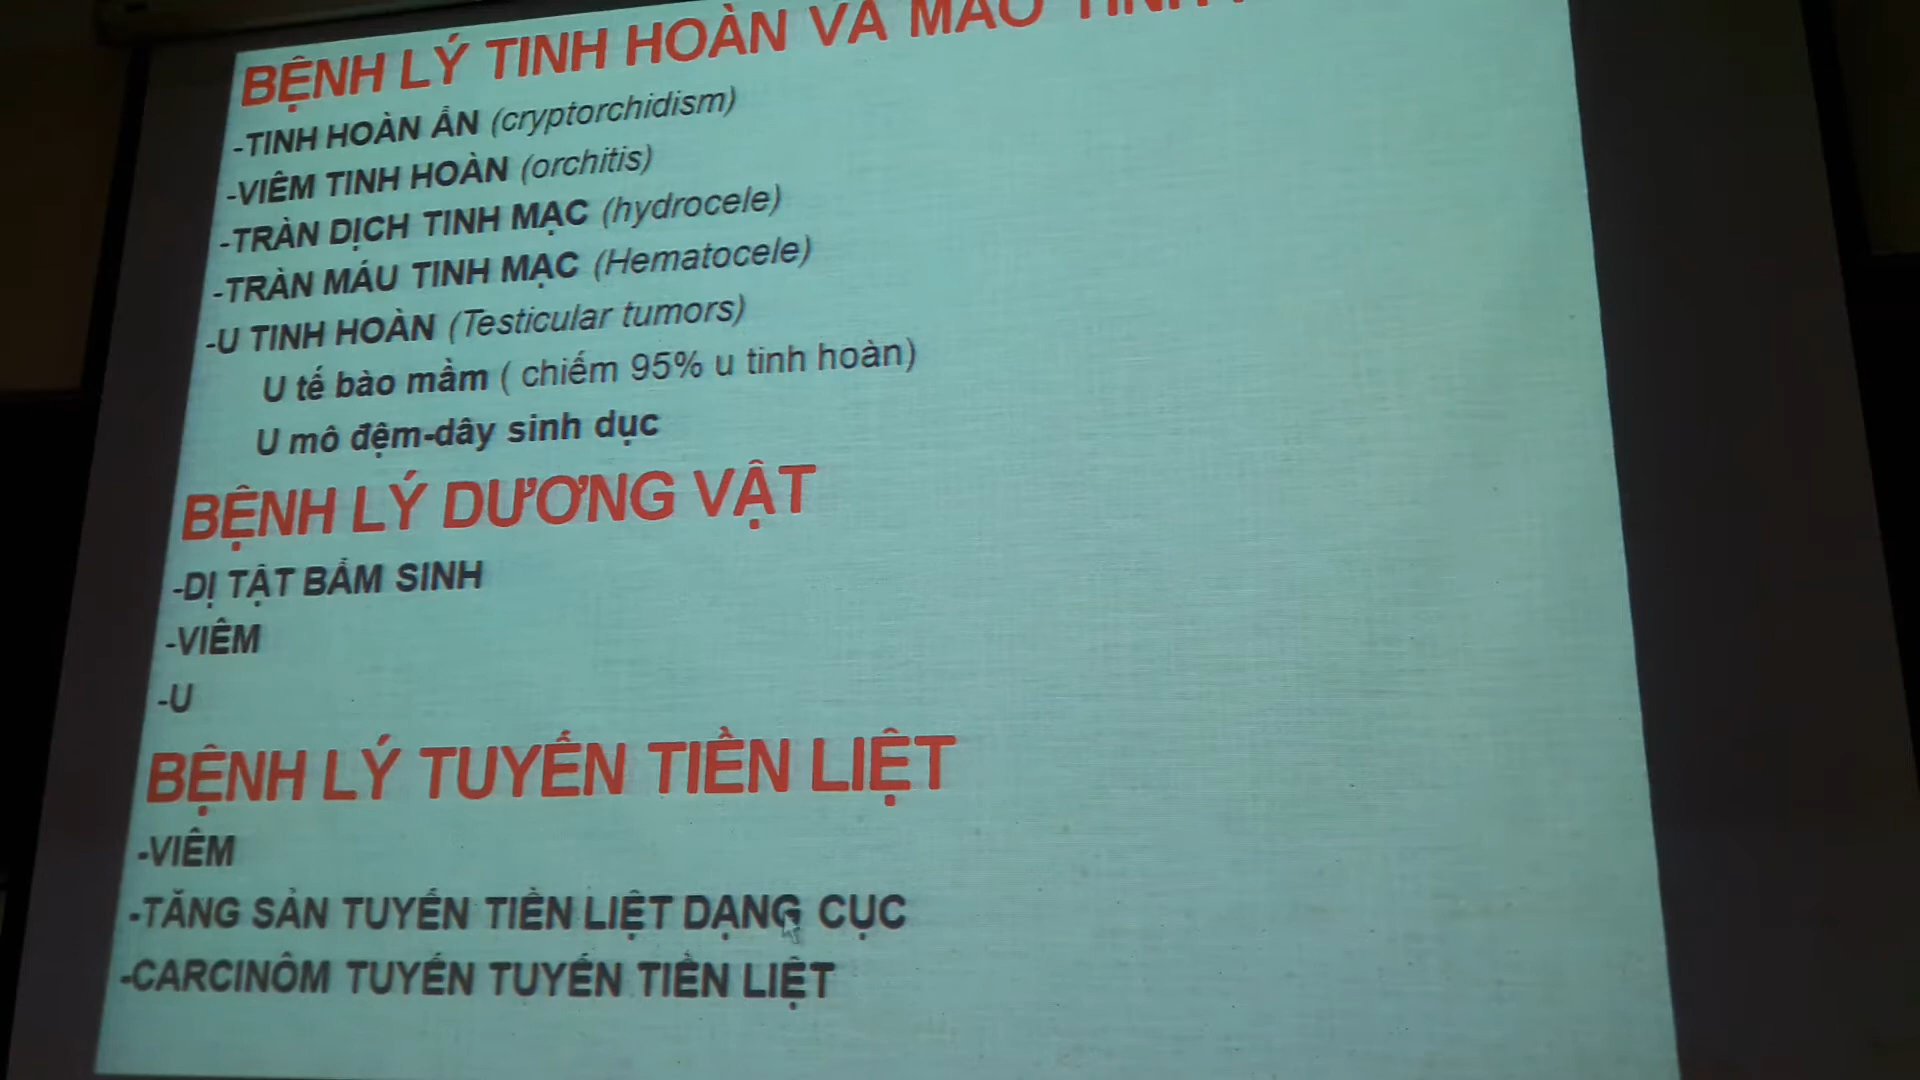 BỆNH LÝ TINH HOÀN VÀ MÀO TINH
-TINH HOÀN ẨN (cryptorchidism)
-VIÊM TINH HOÀN (orchitis)
-TRÀN DỊCH TINH MẠC (hydrocele)
-TRÀN MÁU TINH MẠC (Hematocele)
-U TINH HOÀN (Testicular tumors)
U tế bào mầm ( chiếm 95% u tinh hoàn)
U mô đệm-dây sinh dục
BỆNH LÝ DƯƠNG VẬT
-DỊ TẬT BẨM SINH
-VIÊM
-U
BỆNH LÝ TUYẾN TIỀN LIỆT
-VIÊM
-TĂNG SẢN TUYẾN TIỀN LIỆT DẠNG CỤC
-CARCINÔM TUYẾN TUYẾN TIỀN LIỆT